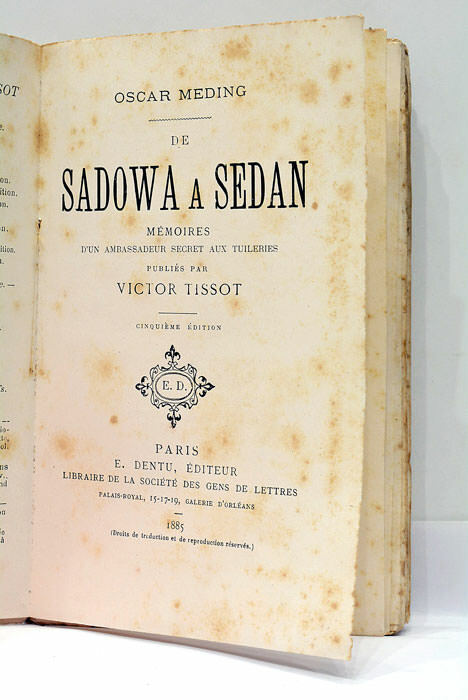 SOT
OSCAR MEDING
DE
SADOWA A SEDAN
MÉMOIRES
D'UN AMBASSADEUR SECRET AUX TUILERIES
PUBLIÉS PAR
VICTOR TISSOT
CINQUIÈME ÉDITION
E. D.
PARIS
E. DENTU, ÉDITEUR
LIBRAIRE DE LA SOCIÉTÉ DES GENS DE LETTRES
PALAIS-ROYAL, 15-17-19, GALERIE D'ORLÉANS
1885
(Droits de traduction et de reproduction réservés.)